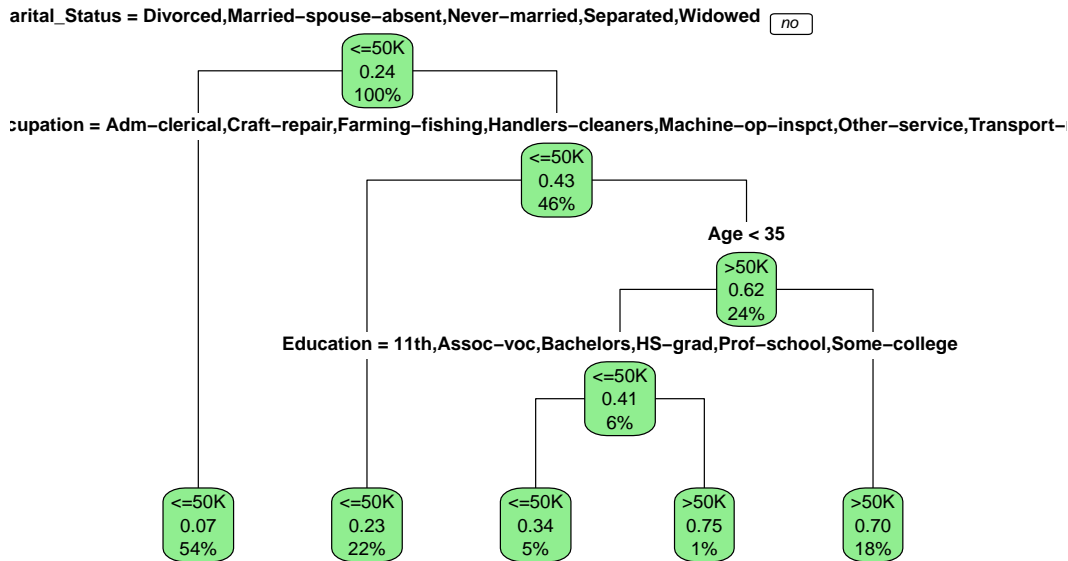 arital_Status = Divorced,Married−spouse−absent,Never−married,Separated,Widowed no
<=50K
0.24
100%
cupation = Adm−clerical,Craft−repair,Farming−fishing,Handlers−cleaners,Machine−op−inspct,Other−service,Transport−
<=50K
0.43
46%
Age < 35
>50K
0.62
24%
Education = 11th,Assoc−voc,Bachelors,HS−grad,Prof−school,Some−college
<=50K
0.41
6%
<=50K
0.07
54%
<=50K
0.23
22%
<=50K
0.34
5%
>50K
0.75
1%
>50K
0.70
18%